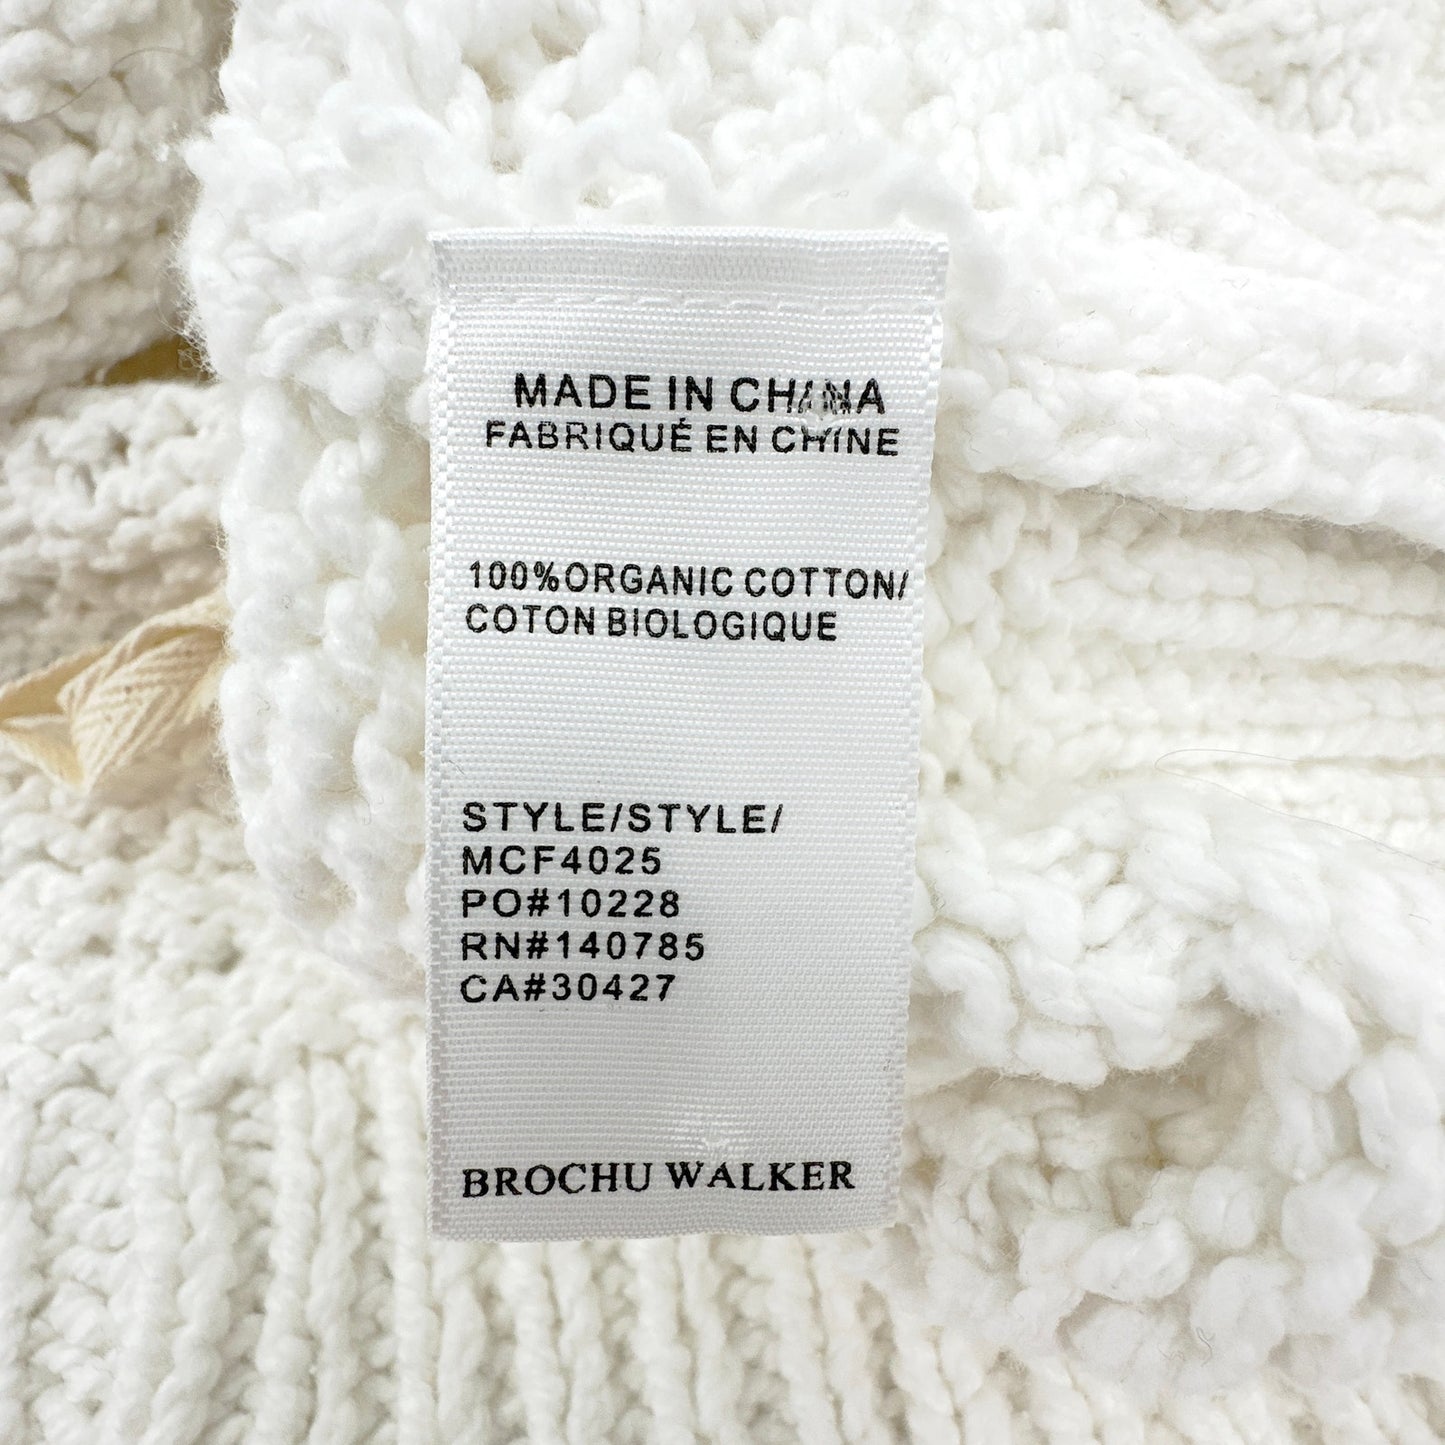 MADE IN CHINA
FABRIQUÉ EN CHINE
100%ORGANIC COTTON/
COTON BIOLOGIQUE
STYLE/STYLE/
MCF4025
PO#10228
RN#140785
CA#30427
BROCHU WALKER